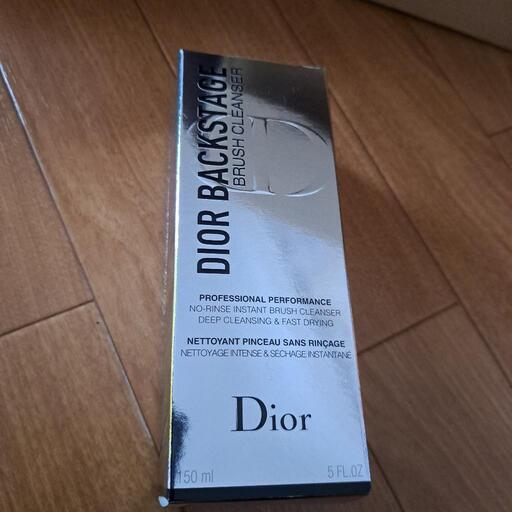 DIOR BACKSTAGE
BRUSH CLEANSER
CD
PROFESSIONAL PERFORMANCE
NO-RINSE INSTANT BRUSH CLEANSER
DEEP CLEANSING & FAST DRYING
NETTOYANT PINCEAU SANS RINÇAGE
NETTOYAGE INTENSE & SÉCHAGE INSTANTANÉ
Dior
150 ml 5 FL.OZ